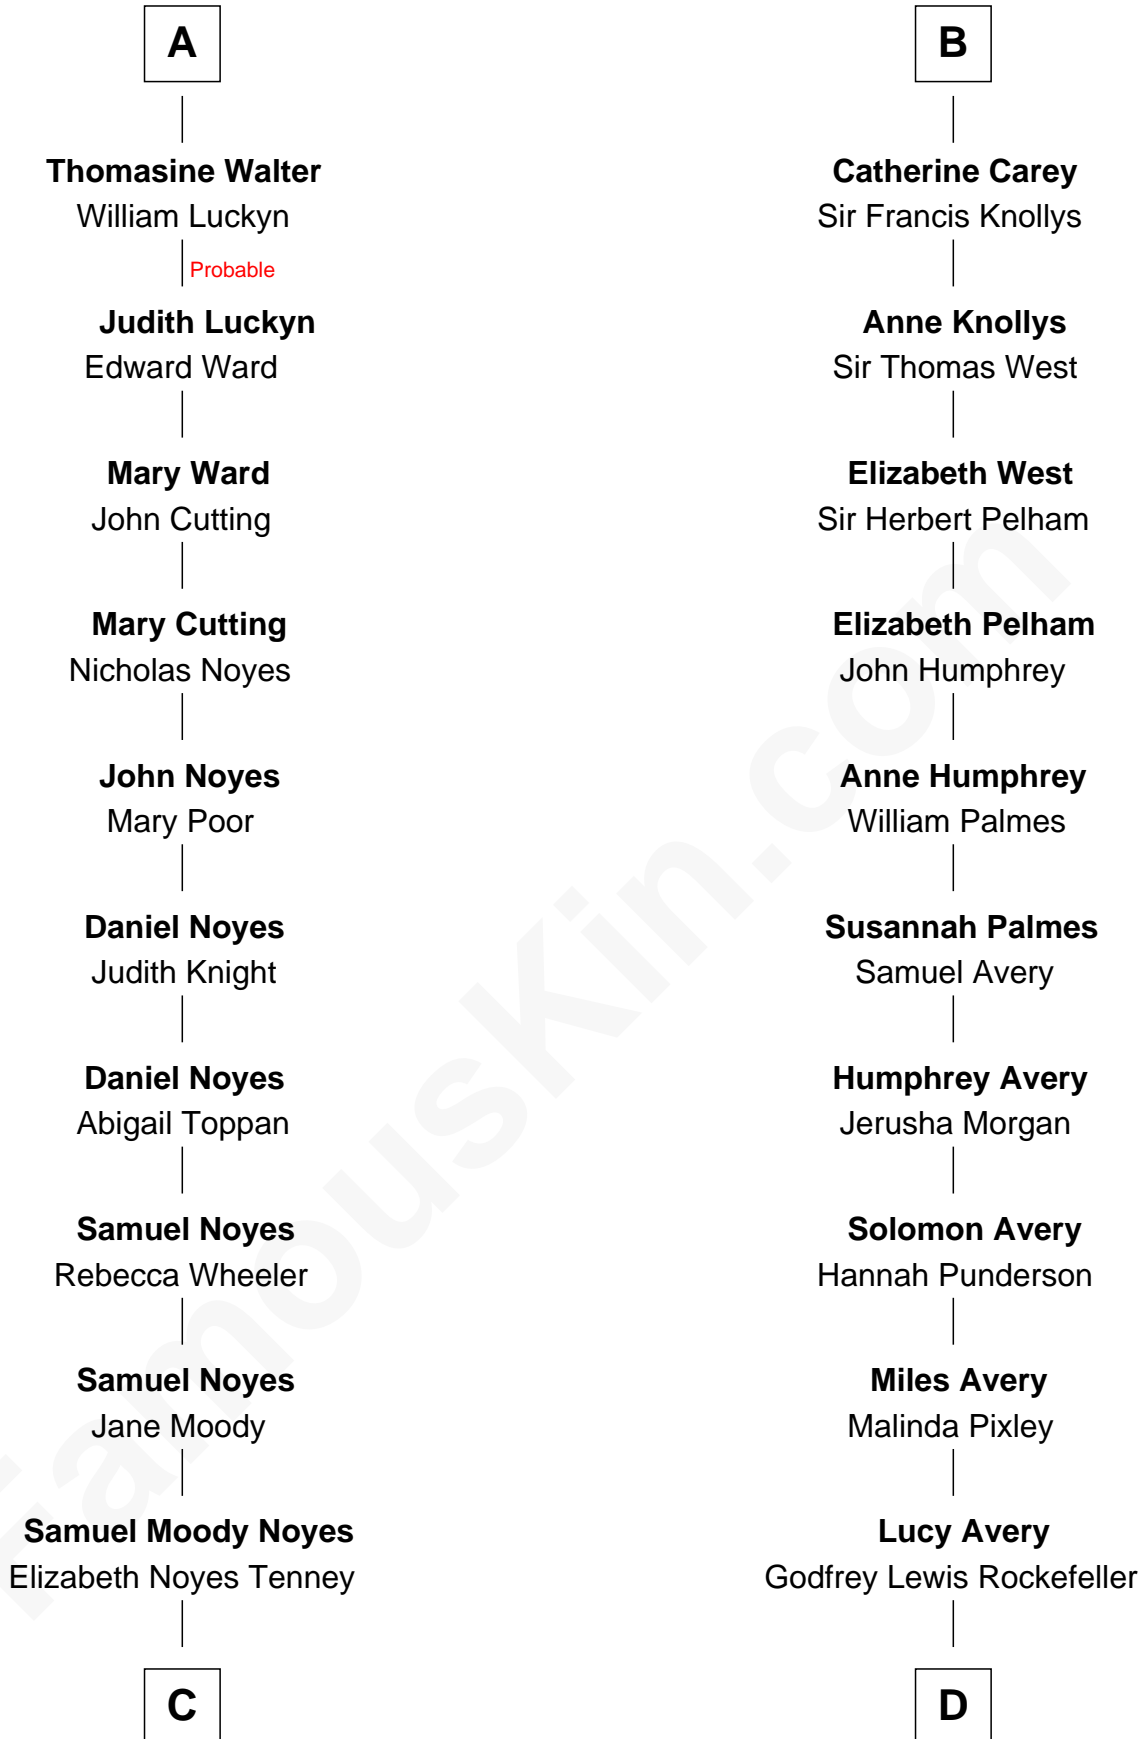 A
Thomasine Walter
William Luckyn
Probable
Judith Luckyn
Edward Ward
Mary Ward
John Cutting
Mary Cutting
Nicholas Noyes
John Noyes
Mary Poor
Daniel Noyes
Judith Knight
Daniel Noyes
Abigail Toppan
Samuel Noyes
Rebecca Wheeler
Samuel Noyes
Jane Moody
Samuel Moody Noyes
Elizabeth Noyes Tenney
C
B
Catherine Carey
Sir Francis Knollys
Anne Knollys
Sir Thomas West
Elizabeth West
Sir Herbert Pelham
Elizabeth Pelham
John Humphrey
Anne Humphrey
William Palmes
Susannah Palmes
Samuel Avery
Humphrey Avery
Jerusha Morgan
Solomon Avery
Hannah Punderson
Miles Avery
Malinda Pixley
Lucy Avery
Godfrey Lewis Rockefeller
D
FamousKin.com